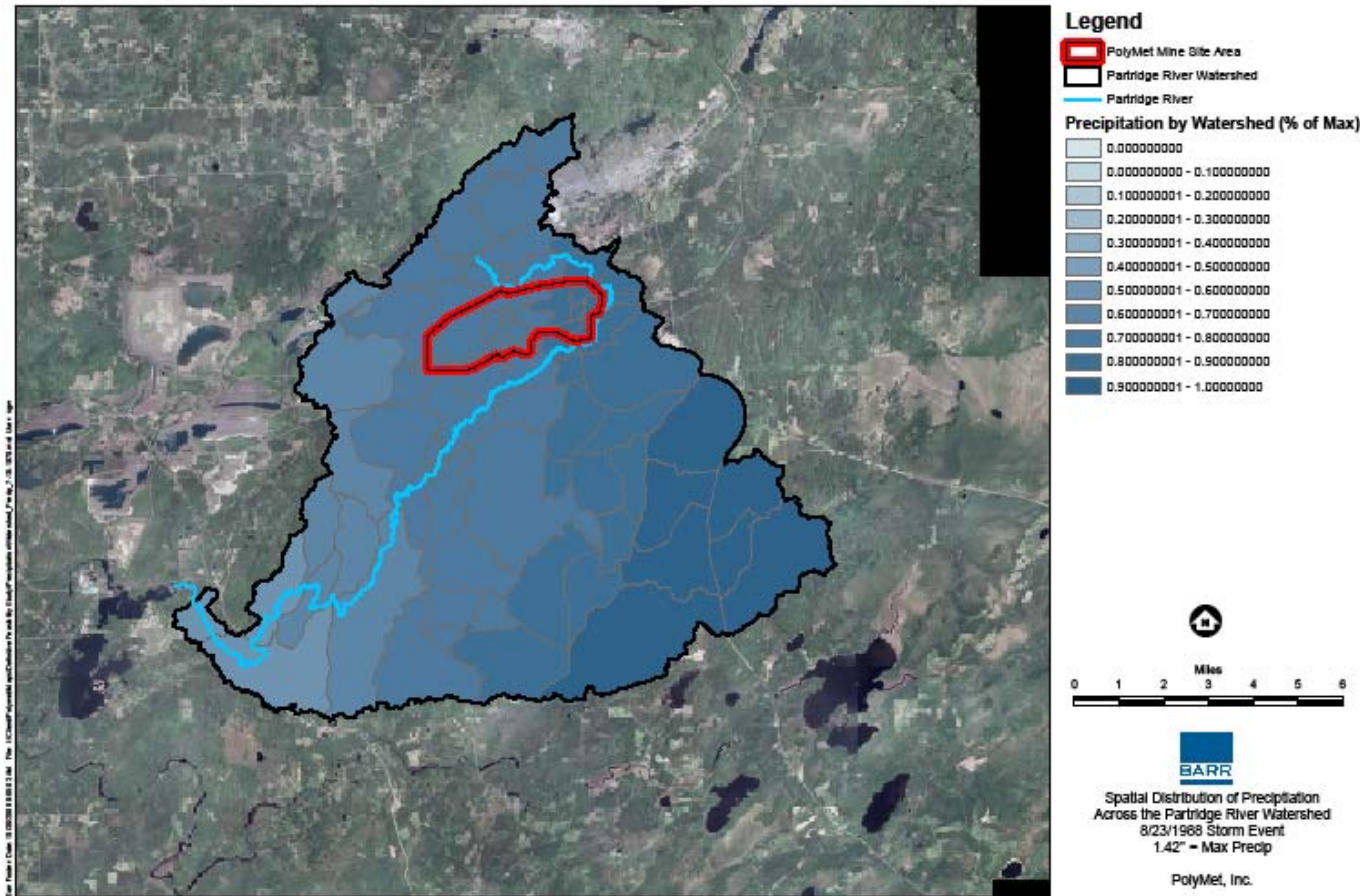 Legend
PolyMet Mine Site Area
Partridge River Watershed
Partridge River
Precipitation by Watershed (% of Max)
0.000000000
0.000000000 - 0.100000000
0.100000001 - 0.200000000
0.200000001 - 0.300000000
0.300000001 - 0.400000000
0.400000001 - 0.500000000
0.500000001 - 0.600000000
0.600000001 - 0.700000000
0.700000001 - 0.800000000
0.800000001 - 0.900000000
0.900000001 - 1.00000000
N
Miles
0 1 2 3 4 5 6
BARR
Spatial Distribution of Precipitation
Across the Partridge River Watershed
8/23/1988 Storm Event
1.42" = Max Precip
PolyMet, Inc.